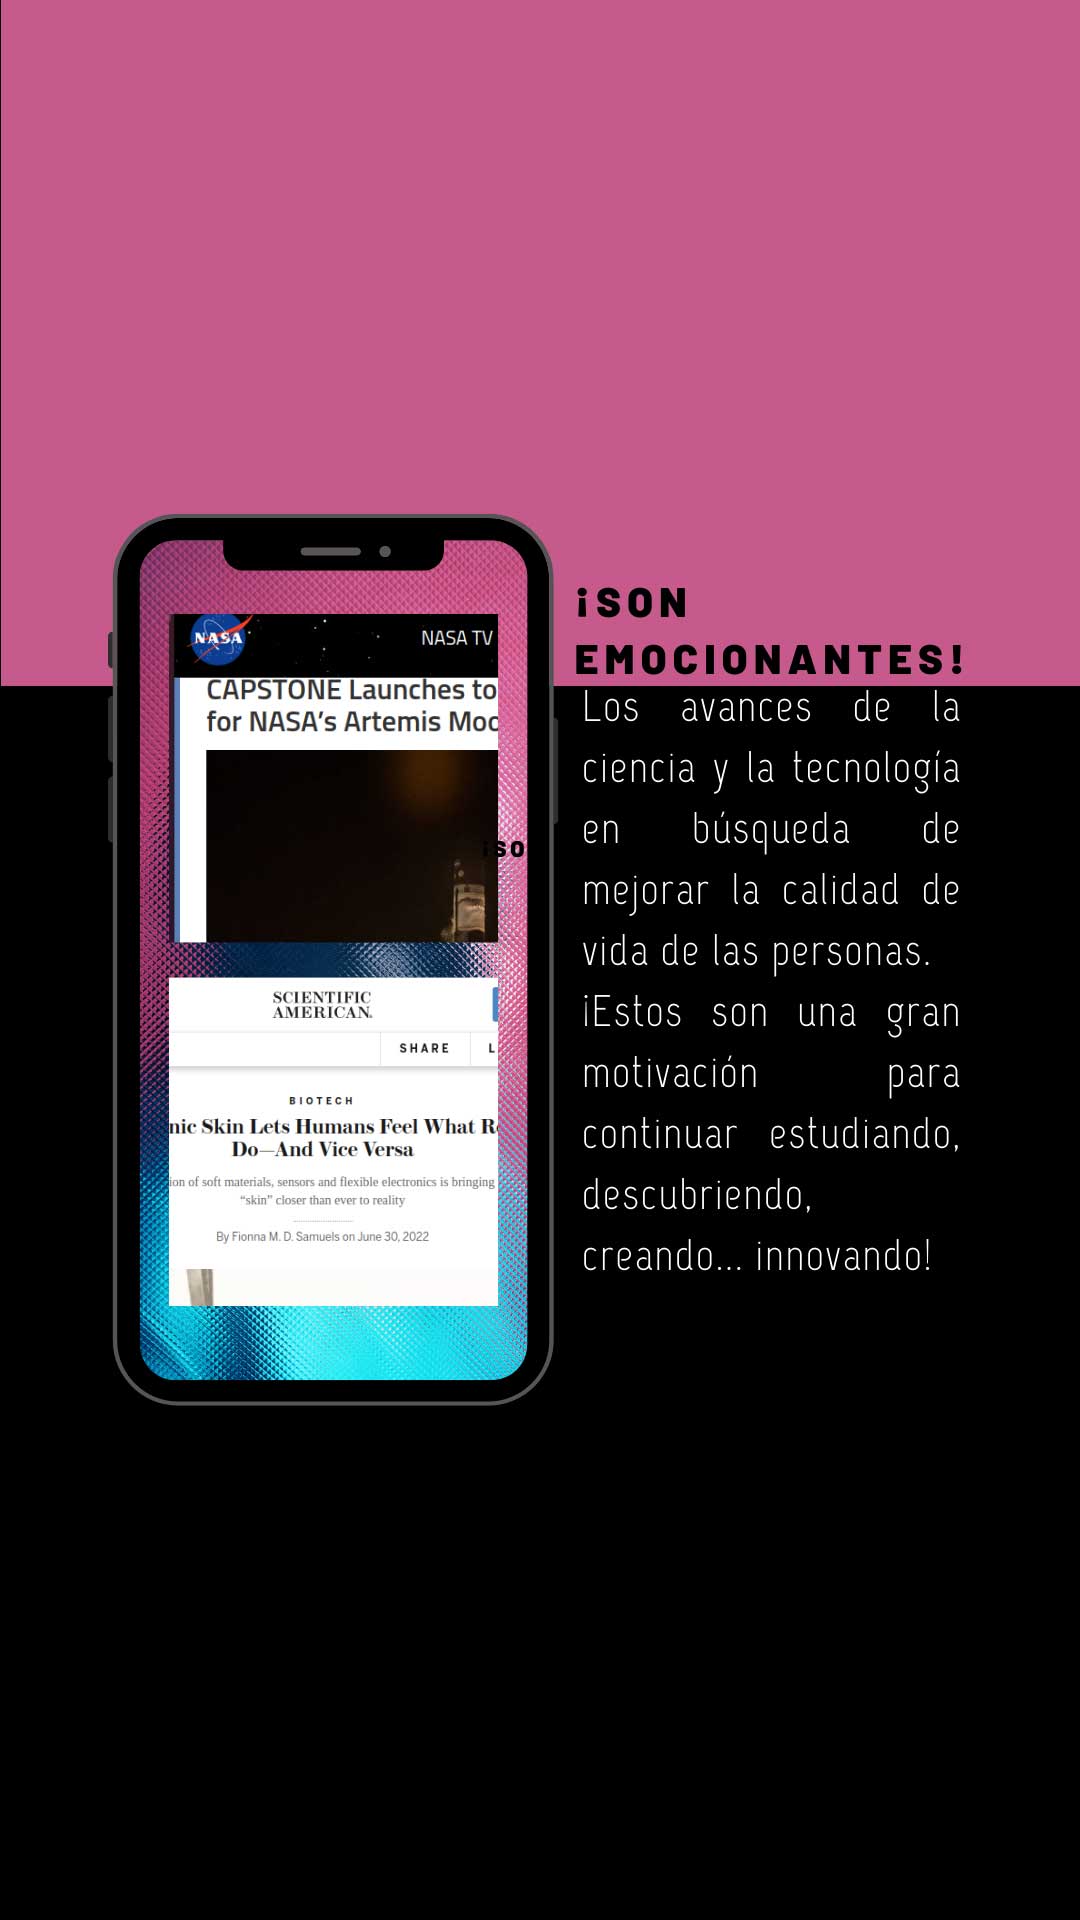 NASA
NASA TV
CAPSTONE Launches to
for NASA's Artemis
¡SO
SCIENTIFIC
AMERICAN
SHARE
L
BIOTECH
Skin Lets Humans Feel What
Do—And Vice Versa
of soft materials, sensors and flexible electronics is bringing
“skin” closer than ever to reality
By Fionna M. D. Samuels on June 30, 2022
¡SON
EMOCIONANTES!
Los avances de la
ciencia y la tecnología
en búsqueda de
mejorar la calidad de
vida de las personas.
¡Estos son una gran
motivación para
continuar estudiando,
descubriendo,
creando... innovando!